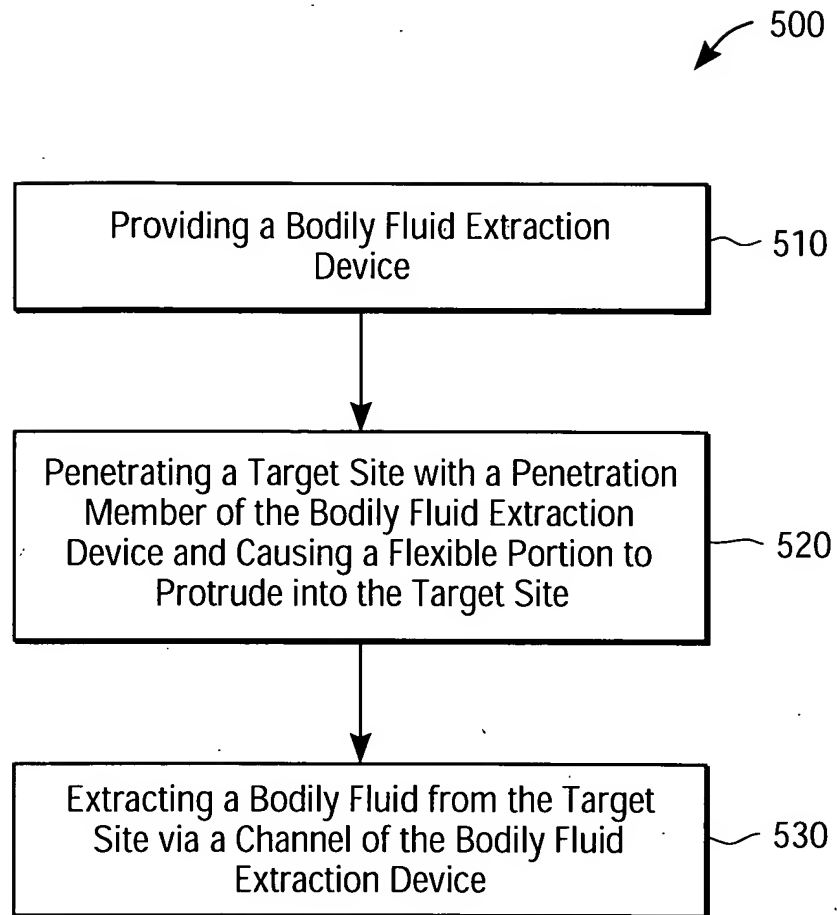 500
Providing a Bodily Fluid Extraction
Device
510
Penetrating a Target Site with a Penetration
Member of the Bodily Fluid Extraction
Device and Causing a Flexible Portion to
Protrude into the Target Site
520
Extracting a Bodily Fluid from the Target
Site via a Channel of the Bodily Fluid
Extraction Device
530